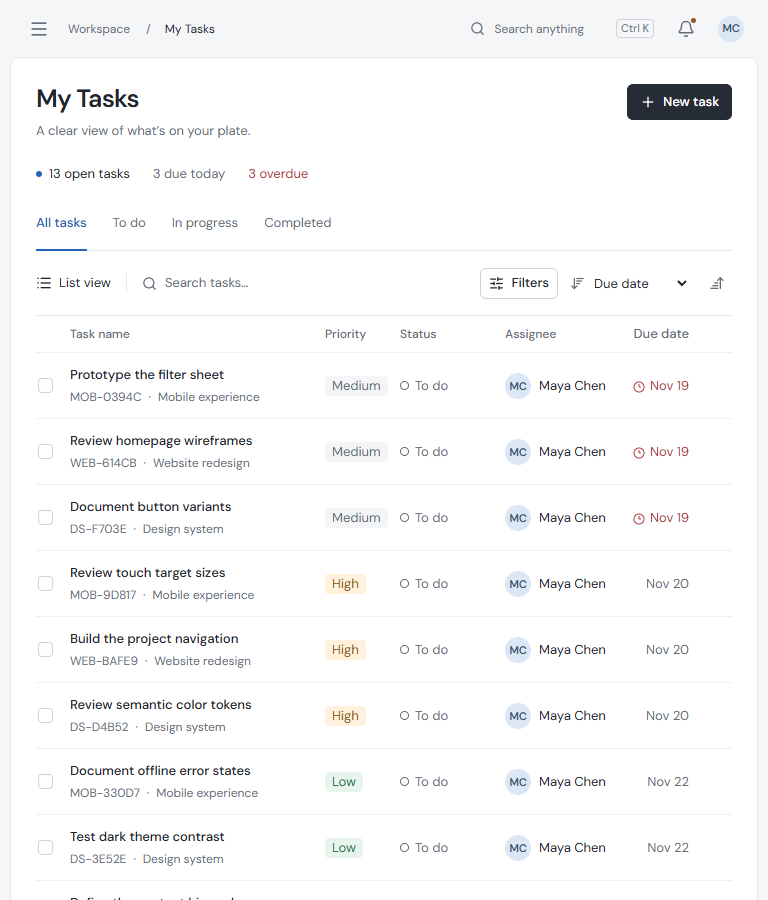 Workspace / My Tasks Search anything Ctrl K MC
My Tasks
New task
A clear view of what's on your plate.
13 open tasks 3 due today 3 overdue
All tasks To do In progress Completed
List view Search tasks... Filters Due date
Task name Priority Status Assignee Due date
Prototype the filter sheet
MOB-0394C · Mobile experience
Medium To do MC Maya Chen Nov 19
Review homepage wireframes
WEB-614CB · Website redesign
Medium To do MC Maya Chen Nov 19
Document button variants
DS-F703E · Design system
Medium To do MC Maya Chen Nov 19
Review touch target sizes
MOB-9D817 · Mobile experience
High To do MC Maya Chen Nov 20
Build the project navigation
WEB-BAFE9 · Website redesign
High To do MC Maya Chen Nov 20
Review semantic color tokens
DS-D4B52 · Design system
High To do MC Maya Chen Nov 20
Document offline error states
MOB-330D7 · Mobile experience
Low To do MC Maya Chen Nov 22
Test dark theme contrast
DS-3E52E · Design system
Low To do MC Maya Chen Nov 22